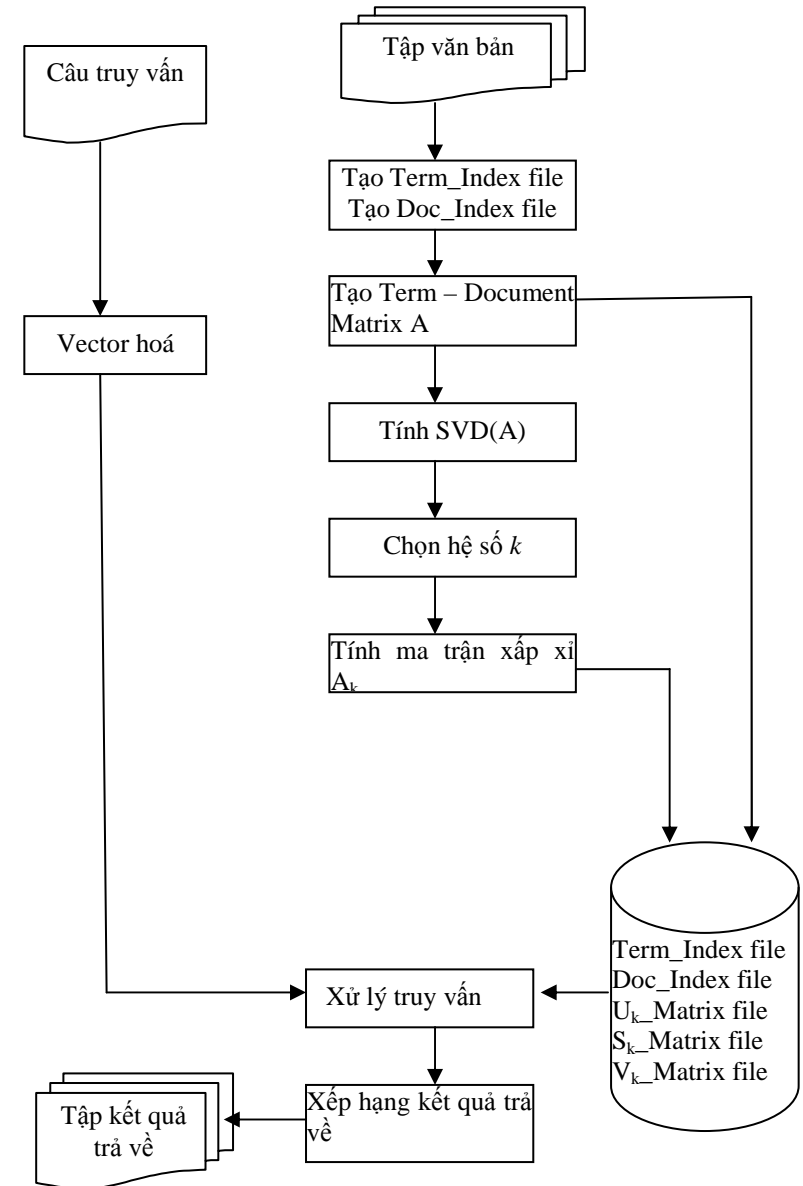 Tập văn bản
Câu truy vấn
Tạo Term_Index file
Tạo Doc_Index file
Tạo Term – Document
Matrix A
Vector hoá
Tính SVD(A)
Chọn hệ số k
Tính ma trận xấp xỉ
Ak
Term_Index file
Doc_Index file
Uk_Matrix file
Sk_Matrix file
Vk_Matrix file
Xử lý truy vấn
Xếp hạng kết quả trả
về
Tập kết quả
trả về